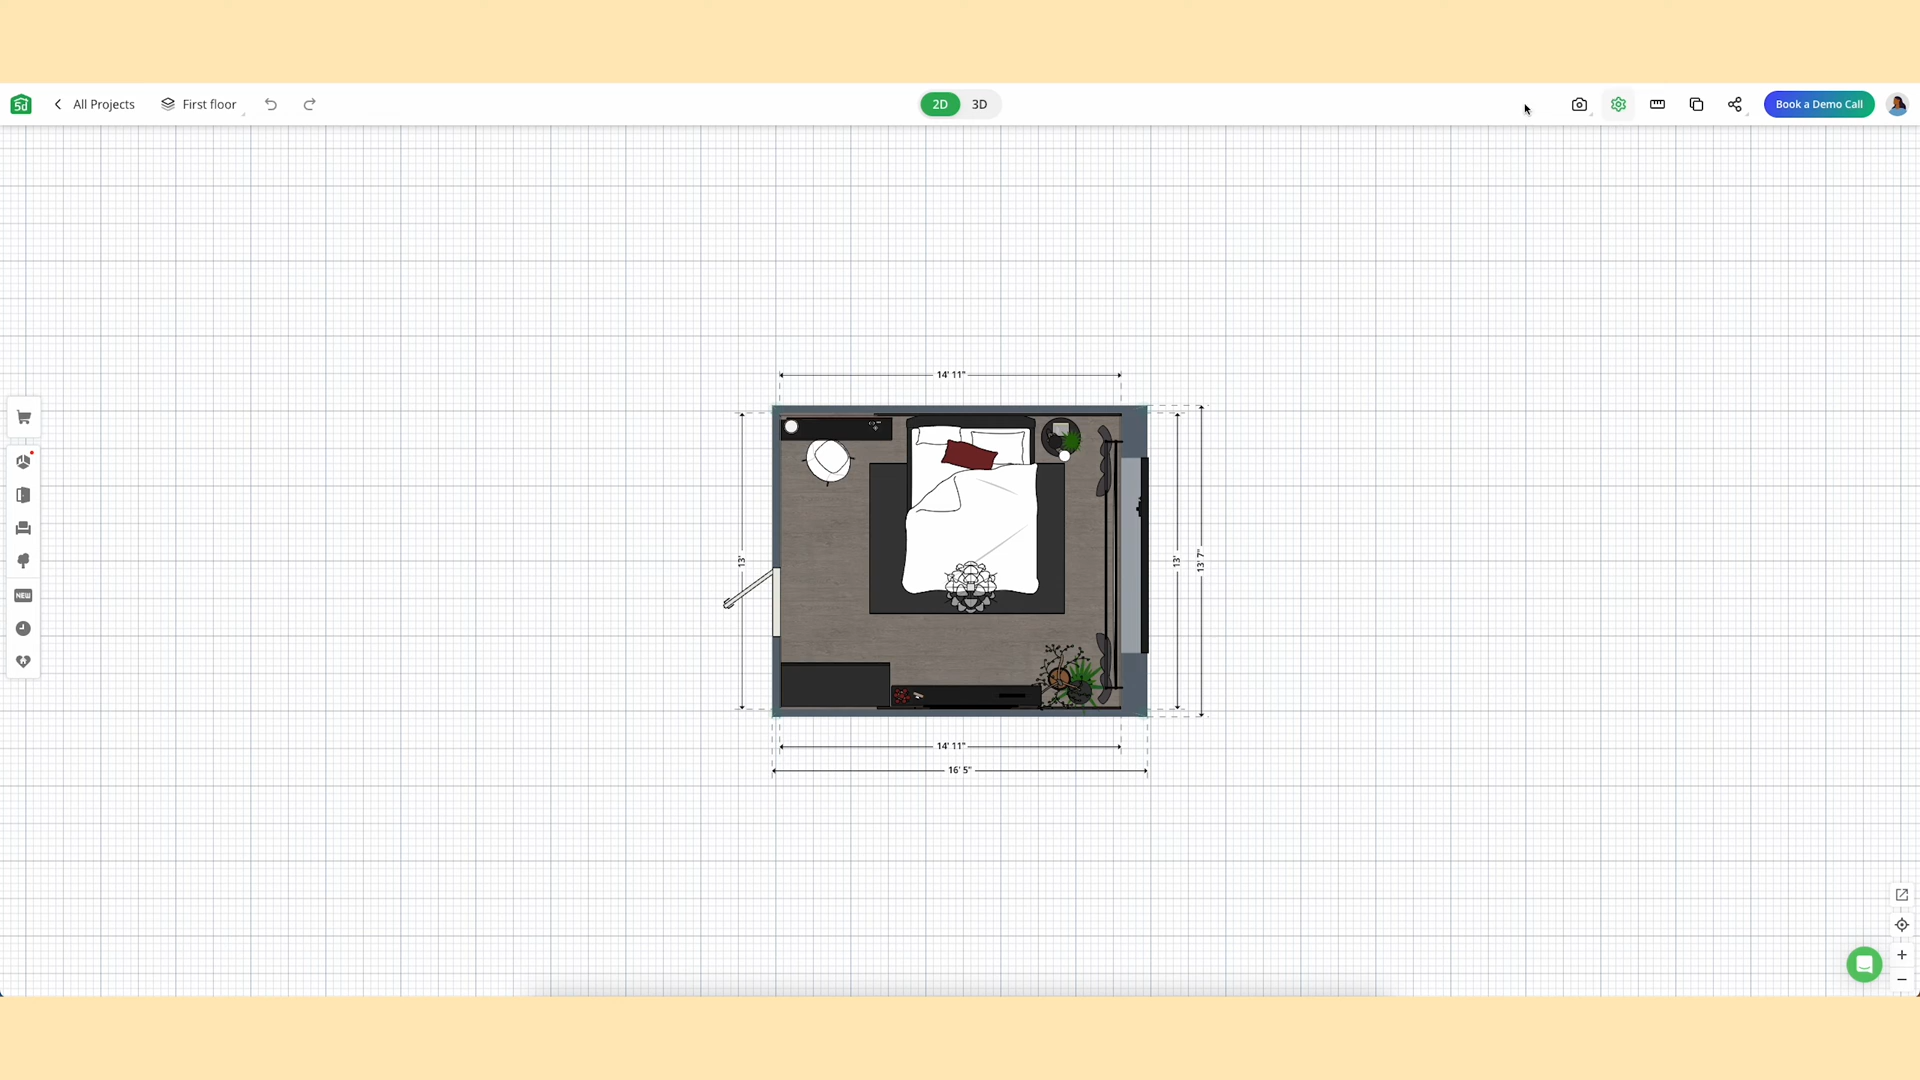 5d
All Projects
First floor
2D
3D
Book a Demo Call
14' 11"
13'
13'
13' 7"
NEW
14' 11"
16' 5"